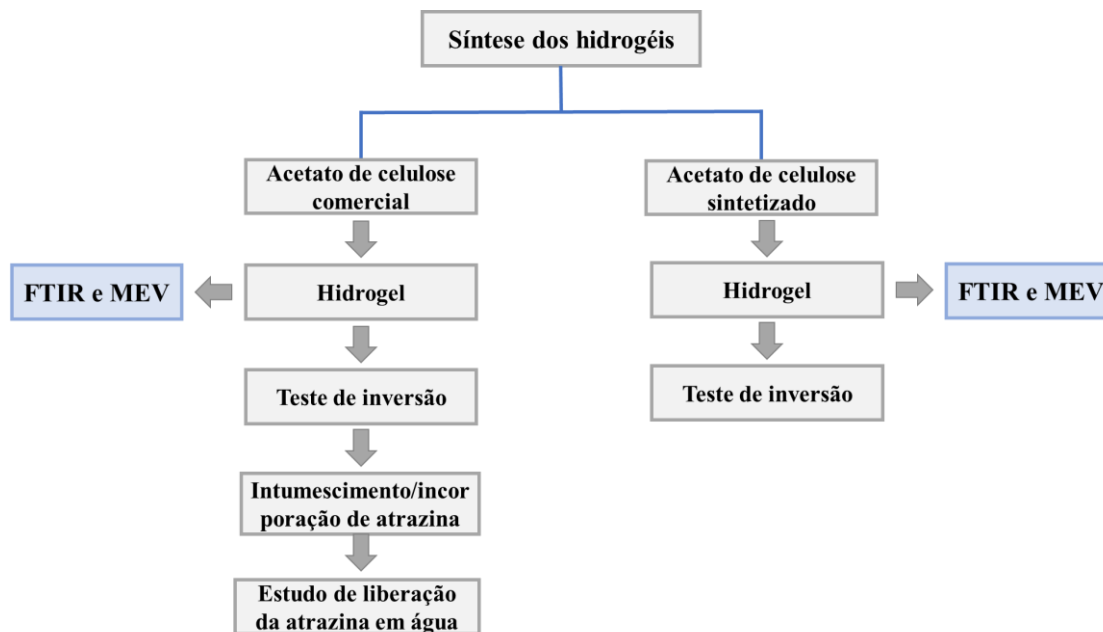 Síntese dos hidrogéis
Acetato de celulose
comercial
Acetato de celulose
sintetizado
FTIR e MEV
Hidrogel
Hidrogel
FTIR e MEV
Teste de inversão
Teste de inversão
Intumescimento/incor
poração de atrazina
Estudo de liberação
da atrazina em água